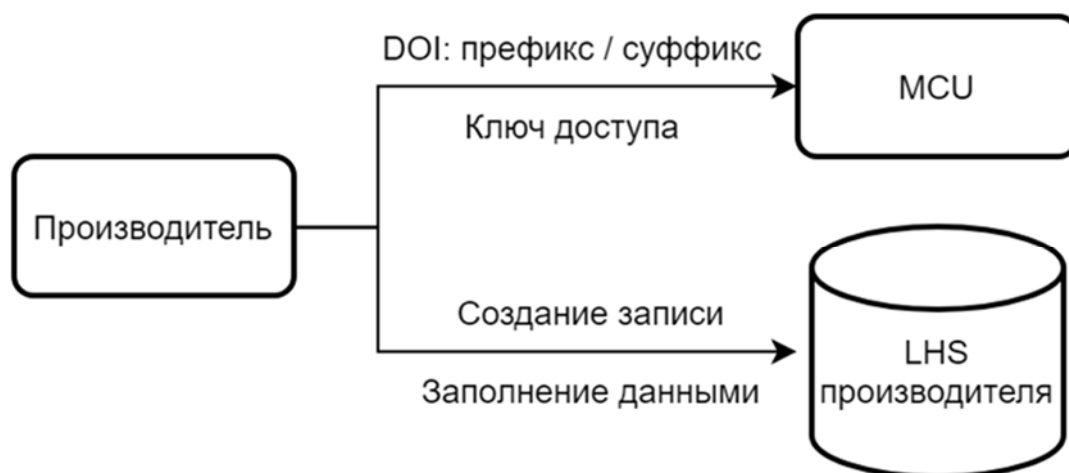 DOI: префикс / суффикс
MCU
Ключ доступа
Производитель
Создание записи
LHS
производителя
Заполнение данными